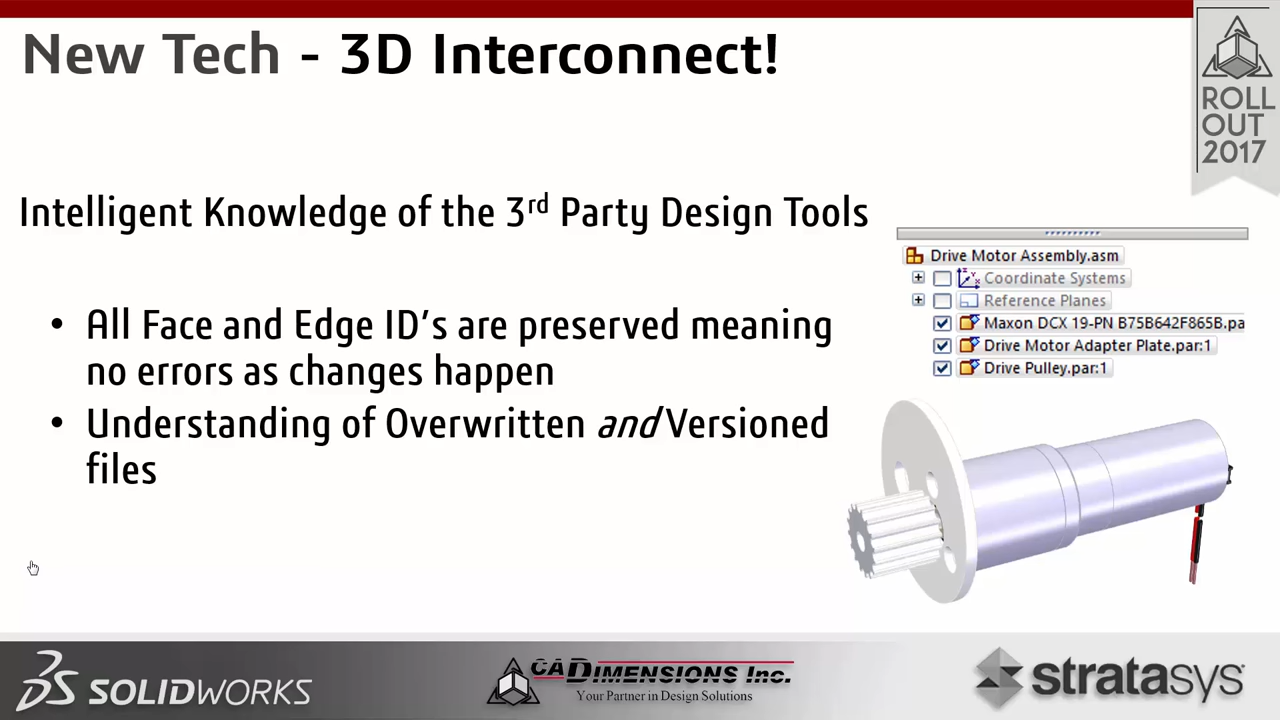 New Tech - 3D Interconnect!
ROLL
OUT
2017
Intelligent Knowledge of the 3rd Party Design Tools
• All Face and Edge ID's are preserved meaning
no errors as changes happen
• Understanding of Overwritten and Versioned
files
Drive Motor Assembly.asm
Coordinate Systems
Reference Planes
Maxon DCX 19-PN B75B642F865B.pa
Drive Motor Adapter Plate.par:1
Drive Pulley.par:1
SOLIDWORKS
CADIMENSIONS Inc.
Your Partner in Design Solutions
stratasys